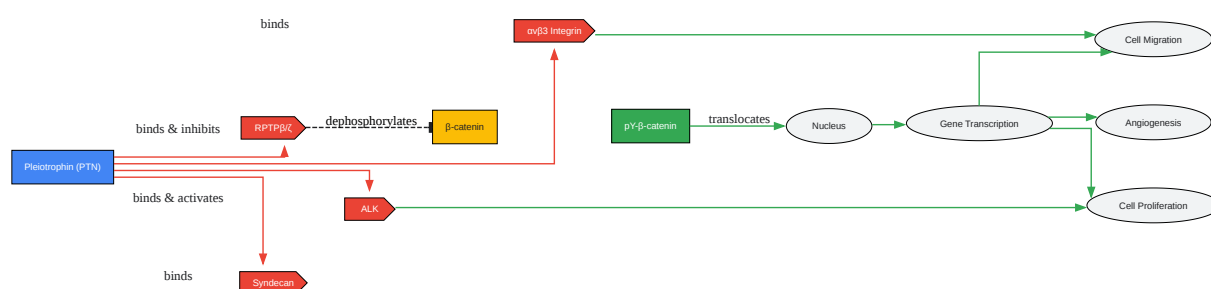 binds
αvβ3 Integrin
Cell Migration
binds & inhibits
RPTPβ/ζ
dephosphorylates
β-catenin
pY-β-catenin
translocates
Nucleus
Gene Transcription
Angiogenesis
Pleiotrophin (PTN)
binds & activates
ALK
Cell Proliferation
binds
Syndecan